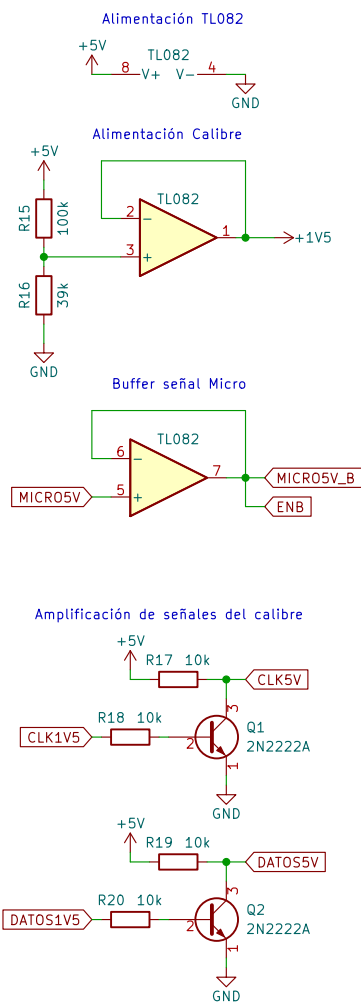 Alimentación TL082
+5V
TL082
8 V+ V- 4
GND
Alimentación Calibre
+5V
TL082
R15 100k
2 −
1
+1V5
3 +
R16 39k
GND
Buffer señal Micro
TL082
6 −
7
MICRO5V_B
MICRO5V
5 +
ENB
Amplificación de señales del calibre
+5V
R17 10k
CLK5V
3
R18 10k
Q1
CLK1V5
2
2N2222A
1
GND
+5V
R19 10k
DATOS5V
3
R20 10k
Q2
DATOS1V5
2
2N2222A
1
GND